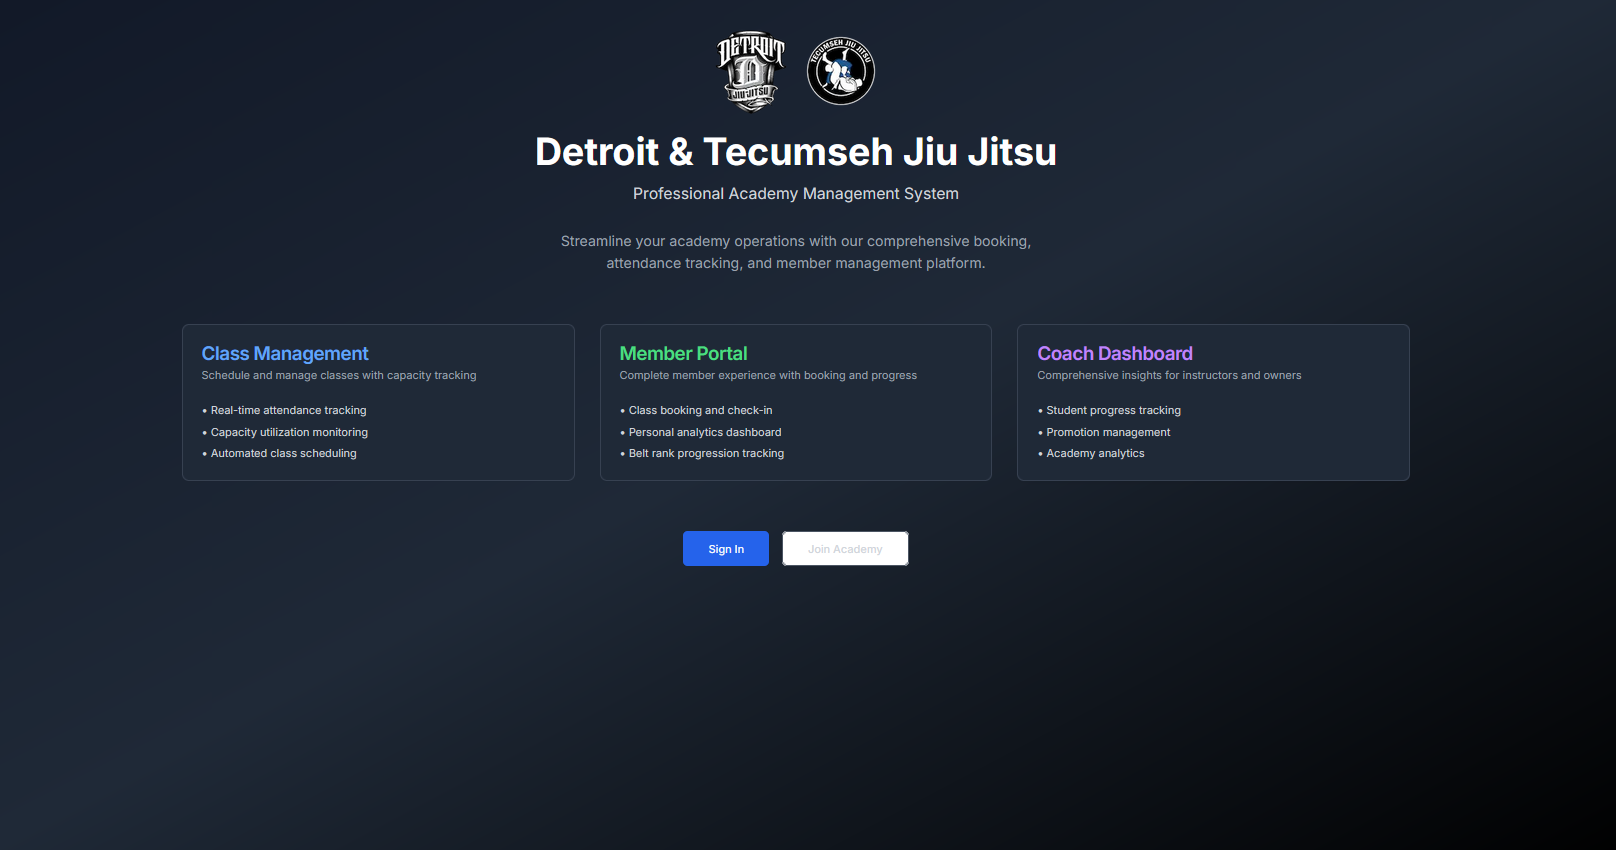 DETROIT
D
JIU-JITSU
TECUMSEH JIU JITSU
Detroit & Tecumseh Jiu Jitsu
Professional Academy Management System
Streamline your academy operations with our comprehensive booking,
attendance tracking, and member management platform.
Class Management
Schedule and manage classes with capacity tracking
• Real-time attendance tracking
• Capacity utilization monitoring
• Automated class scheduling
Member Portal
Complete member experience with booking and progress
• Class booking and check-in
• Personal analytics dashboard
• Belt rank progression tracking
Coach Dashboard
Comprehensive insights for instructors and owners
• Student progress tracking
• Promotion management
• Academy analytics
Sign In
Join Academy